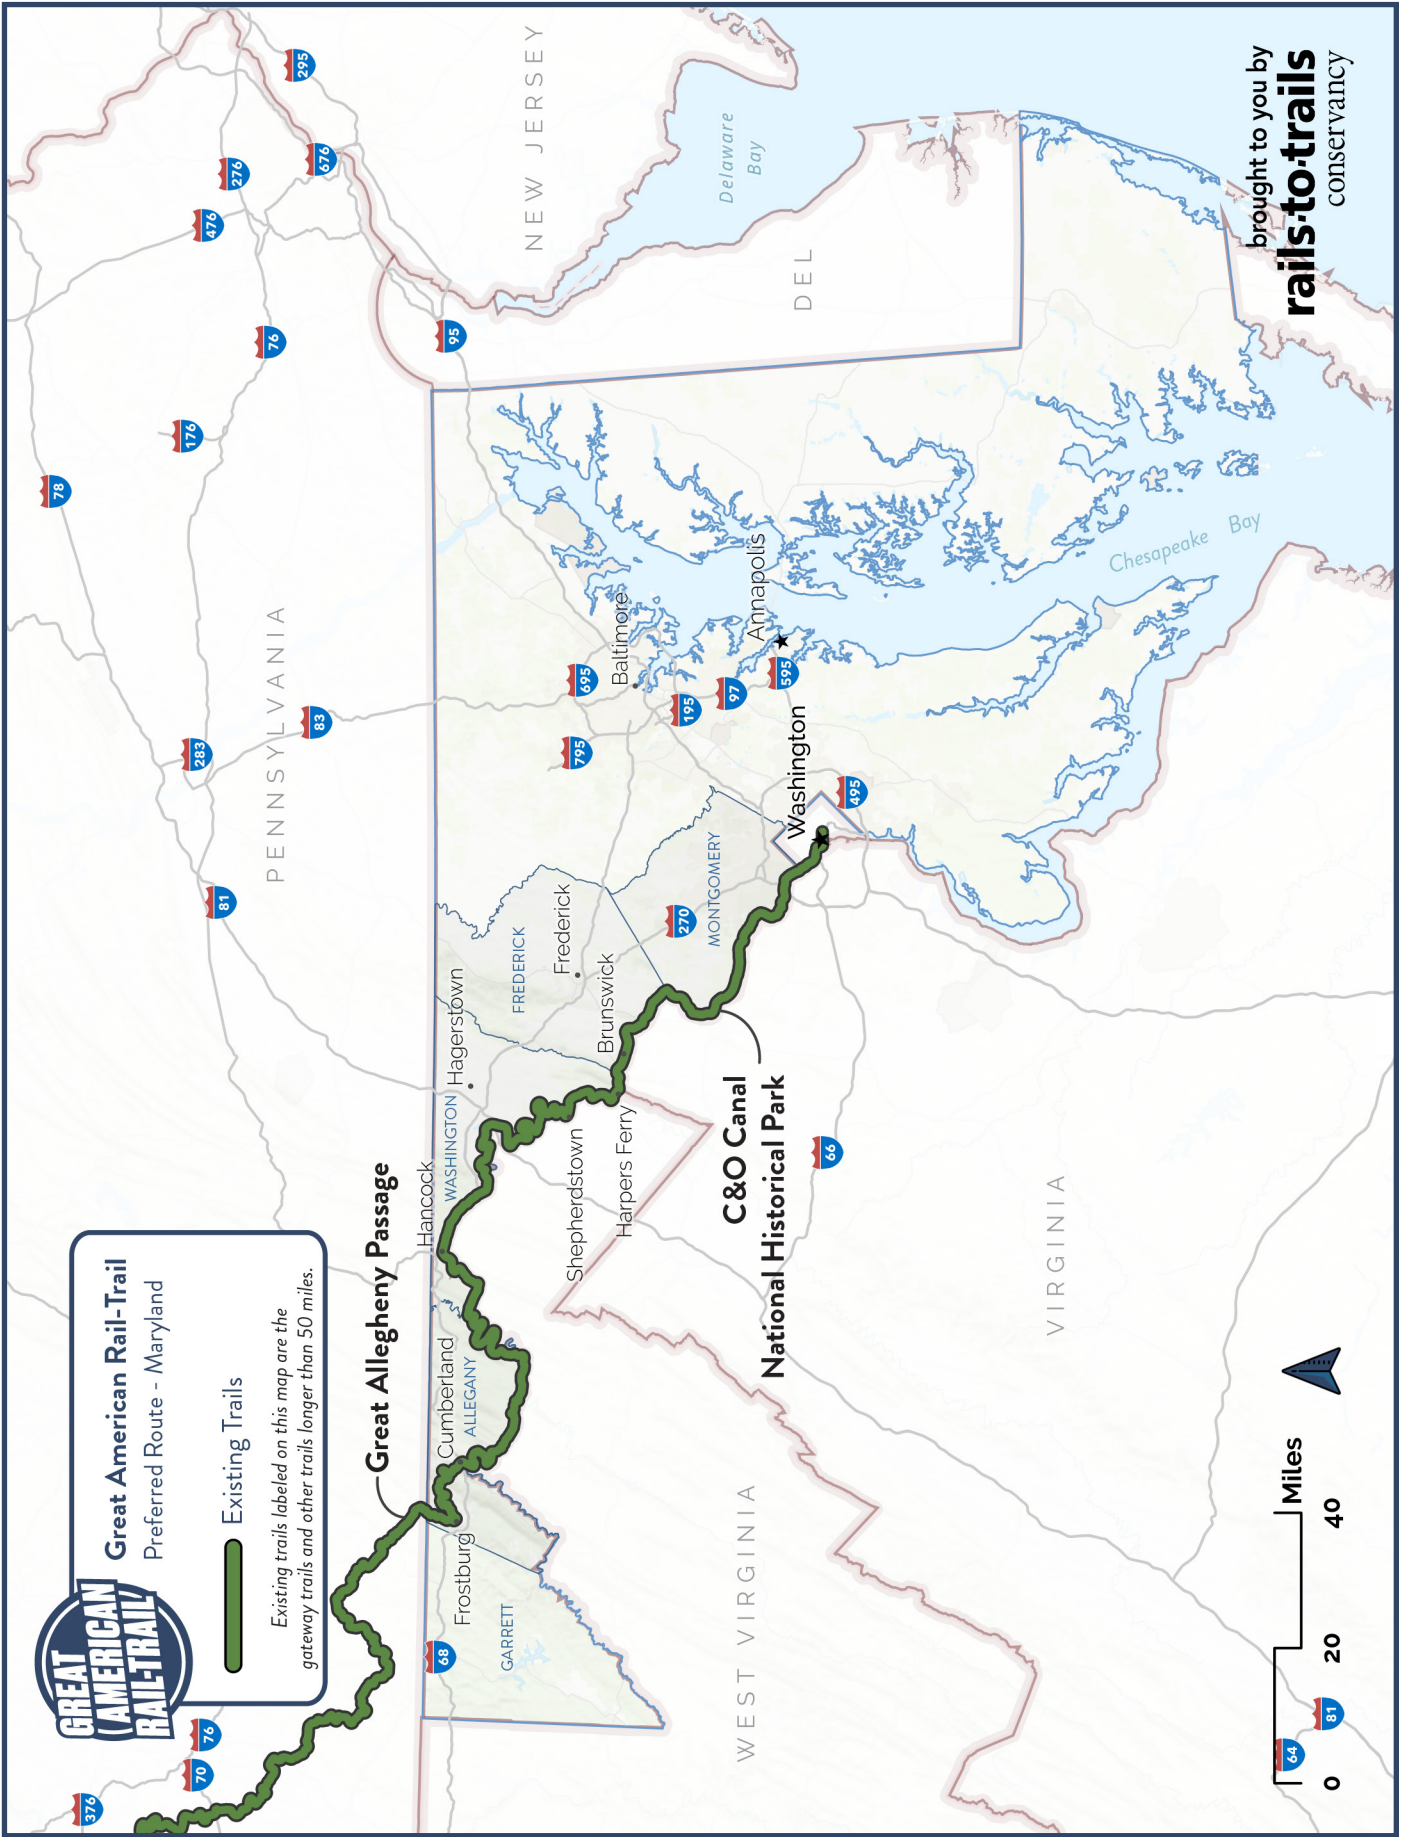 GREAT
AMERICAN
RAIL-TRAIL
Great American Rail-Trail
Preferred Route – Maryland
Existing Trails
Existing trails labeled on this map are the
gateway trails and other trails longer than 50 miles.
376
70
76
81
283
83
78
176
76
476
276
676
295
95
PENNSYLVANIA
NEW JERSEY
Delaware
Bay
DEL
Great Allegheny Passage
68
Frostburg
GARRETT
Cumberland
ALLEGANY
Hancock
WASHINGTON
Hagerstown
FREDERICK
Frederick
Brunswick
Shepherdstown
Harpers Ferry
270
MONTGOMERY
795
695
Baltimore
195
97
595
Annapolis
Washington
495
C&O Canal
National Historical Park
66
WEST VIRGINIA
VIRGINIA
Chesapeake Bay
64
81
0
20
40
Miles
brought to you by
rails·to·trails
conservancy